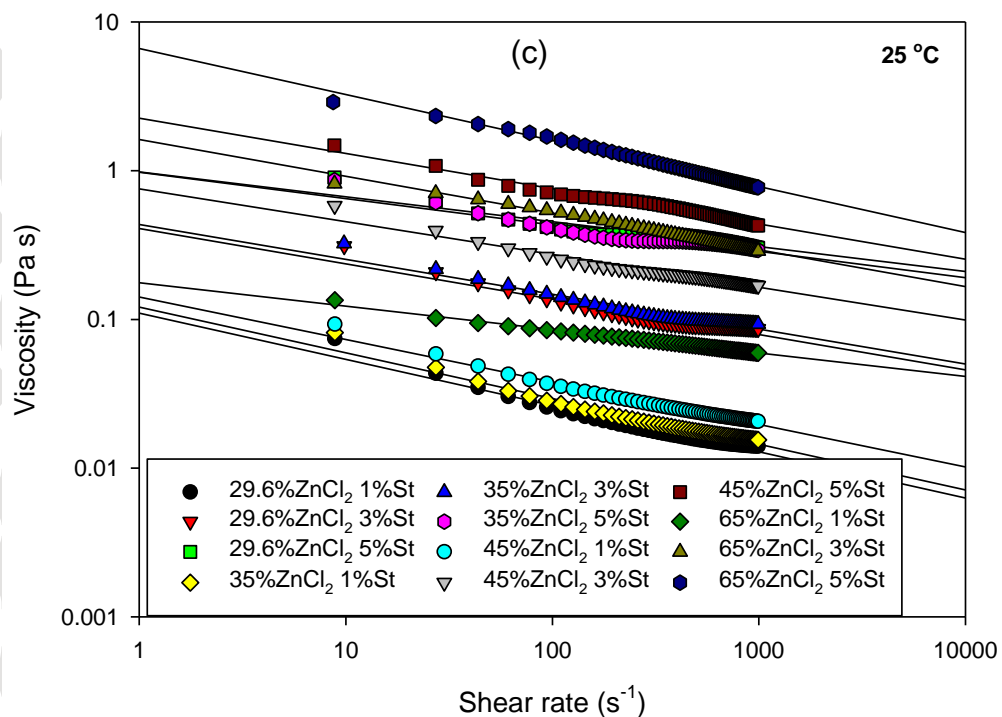 (c)
25 °C
10
1
0.1
0.01
0.001
Viscosity (Pa s)
29.6%ZnCl₂ 1%St
29.6%ZnCl₂ 3%St
29.6%ZnCl₂ 5%St
35%ZnCl₂ 1%St
35%ZnCl₂ 3%St
35%ZnCl₂ 5%St
45%ZnCl₂ 1%St
45%ZnCl₂ 3%St
45%ZnCl₂ 5%St
65%ZnCl₂ 1%St
65%ZnCl₂ 3%St
65%ZnCl₂ 5%St
1 10 100 1000 10000
Shear rate (s⁻¹)